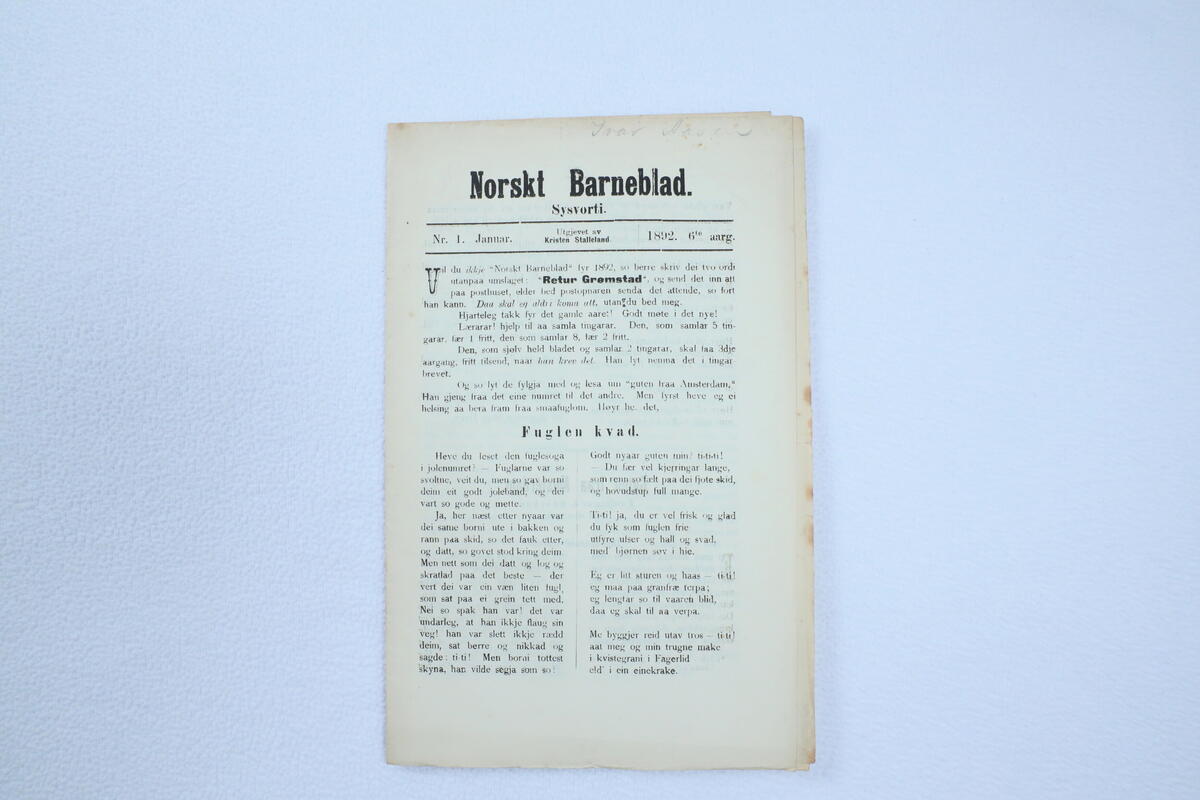 Ivar Aasen
Norskt Barneblad.
Sysvorti.
Nr. 1. Januar.
Utgjevet av
Kristen Stalleland
1892. 6te aarg.
Vil du ikkje "Norskt Barneblad" fyr 1892, so berre skriv dei tvo ordi
utanpaa umslaget: "Retur Grømstad", og send det inn att
paa posthuset, elder bed postopnaren senda det attende, so fort
han kann. Daa skal eg aldri koma att, utan du bed meg.
Hjarteleg takk fyr det gamle aaret! Godt møte i det nye!
Lærarar! hjelp til aa samla tingarar. Den, som samlar 5 tin-
garar, fær 1 fritt, den som samlar 8, fær 2 fritt.
Den, som sjølv held bladet og samlar 2 tingarar, skal faa 3dje
aargang, fritt tilsend, naar han krev det. Han lyt nemna det i tingar-
brevet.
Og so lyt de fylgja med og lesa um "guten fraa Amsterdam,"
Han gjeng fraa det eine numret til det andre. Men fyrst heve eg ei
helsing aa bera fram fraa smaafuglom. Høyr he. det,
Fuglen kvad.
Heve du leset den fuglesoga
i jolenumret? — Fuglarne var so
svoltne, veit du, men so gav borni
deim eit godt joleband, og dei
vart so gode og mette.
Ja, her næst etter nyaar var
dei same borni ute i bakken og
rann paa skid, so det fauk etter,
og datt, so govet stod kring deim.
Men nett som dei datt og log og
skratlad paa det beste — der
vert dei var ein væn liten fugl,
som sat paa ei grein tett med.
Nei so spak han var! det var
undarleg, at han ikkje flaug sin
veg! han var slett ikkje rædd
deim, sat berre og nikkad og
sagde: ti-ti! Men borni tottest
skyna, han vilde segja som so:
Godt nyaar guten min! ti-ti-ti!
— Du fær vel kjerringar lange,
som renn so fælt paa dei fjote skid,
og hovudstup full mange.
Ti-ti! ja, du er vel frisk og glad
du fyk som fuglen frie
utfyre ufser og hall og svad,
med' bjørnen søv i hie.
Eg er litt sturen og haas — ti-ti!
eg maa paa granfræ terpa;
eg lengtar so til vaaren blid,
daa eg skal til aa verpa.
Me byggjer reid utav tros — ti-ti!
aat meg og min trugne make
i kvistegrani i Fagerlid
eld' i ein einekrake.